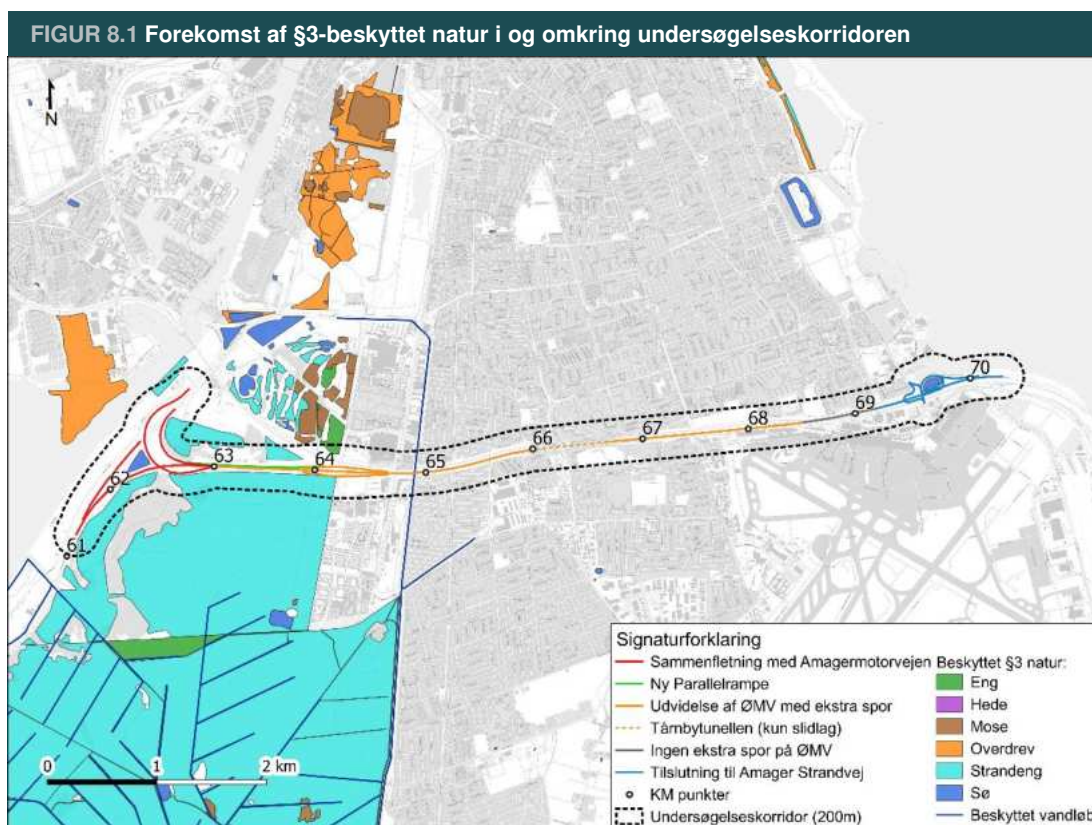 FIGUR 8.1 Forekomst af §3-beskyttet natur i og omkring undersøgelseskorridoren
N
70
69
68
67
66
65
64
63
62
61
0 1 2 km
Signaturforklaring
Sammenfletning med Amagermotorvejen
Ny Parallelrampe
Udvidelse af ØMV med ekstra spor
Tårnbytunellen (kun slidlag)
Ingen ekstra spor på ØMV
Tilslutning til Amager Strandvej
KM punkter
Undersøgelseskorridor (200m)
Beskyttet §3 natur:
Eng
Hede
Mose
Overdrev
Strandeng
Sø
Beskyttet vandløb